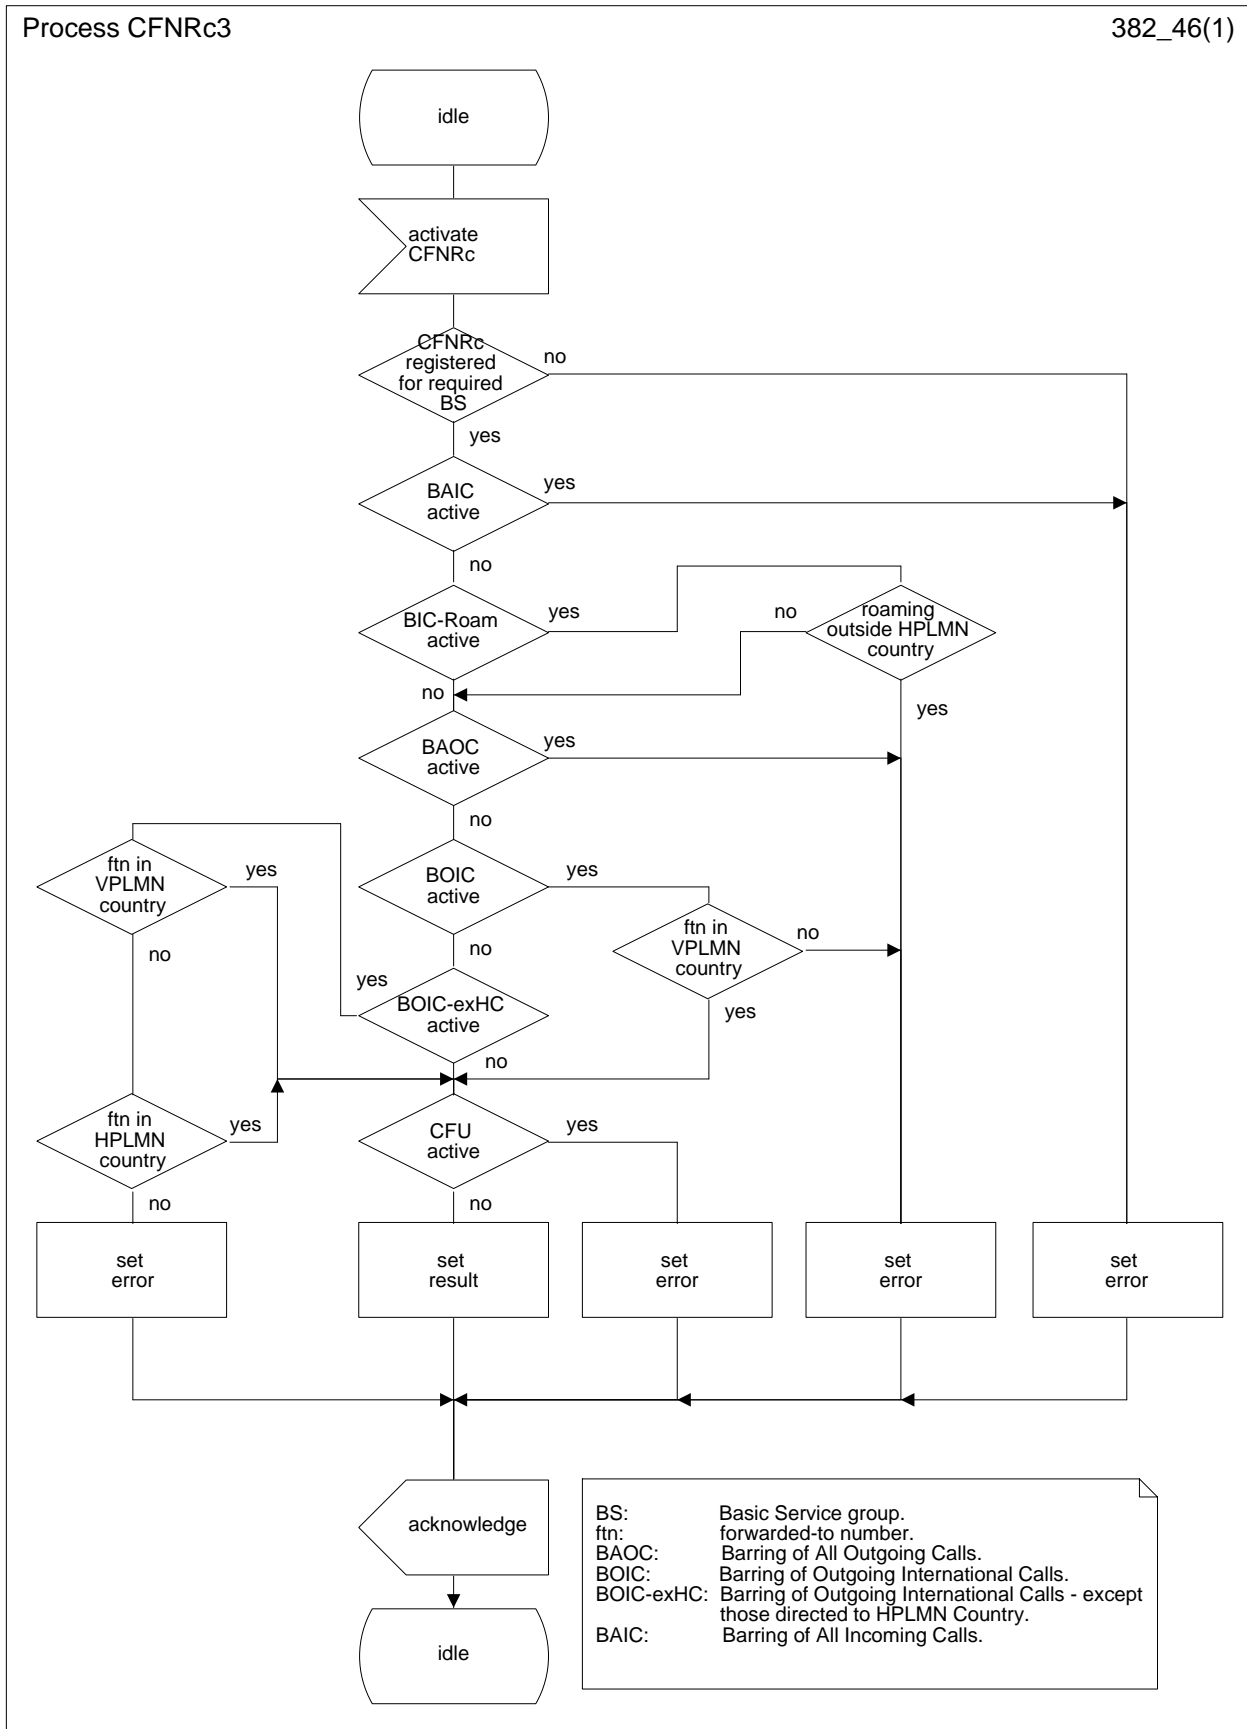 Process CFNRc3
382_46(1)
idle
activate
CFNRc
CFNRc
registered
for required
BS
no
yes
BAIC
active
yes
no
BIC-Roam
active
yes
no
roaming
outside HPLMN
country
no
yes
BAOC
active
yes
no
ftn in
VPLMN
country
yes
no
BOIC
active
yes
no
ftn in
VPLMN
country
no
yes
yes
BOIC-exHC
active
no
ftn in
HPLMN
country
yes
no
CFU
active
yes
no
set
error
set
result
set
error
set
error
set
error
acknowledge
BS: Basic Service group.
ftn: forwarded-to number.
BAOC: Barring of All Outgoing Calls.
BOIC: Barring of Outgoing International Calls.
BOIC-exHC: Barring of Outgoing International Calls - except
those directed to HPLMN Country.
BAIC: Barring of All Incoming Calls.
idle